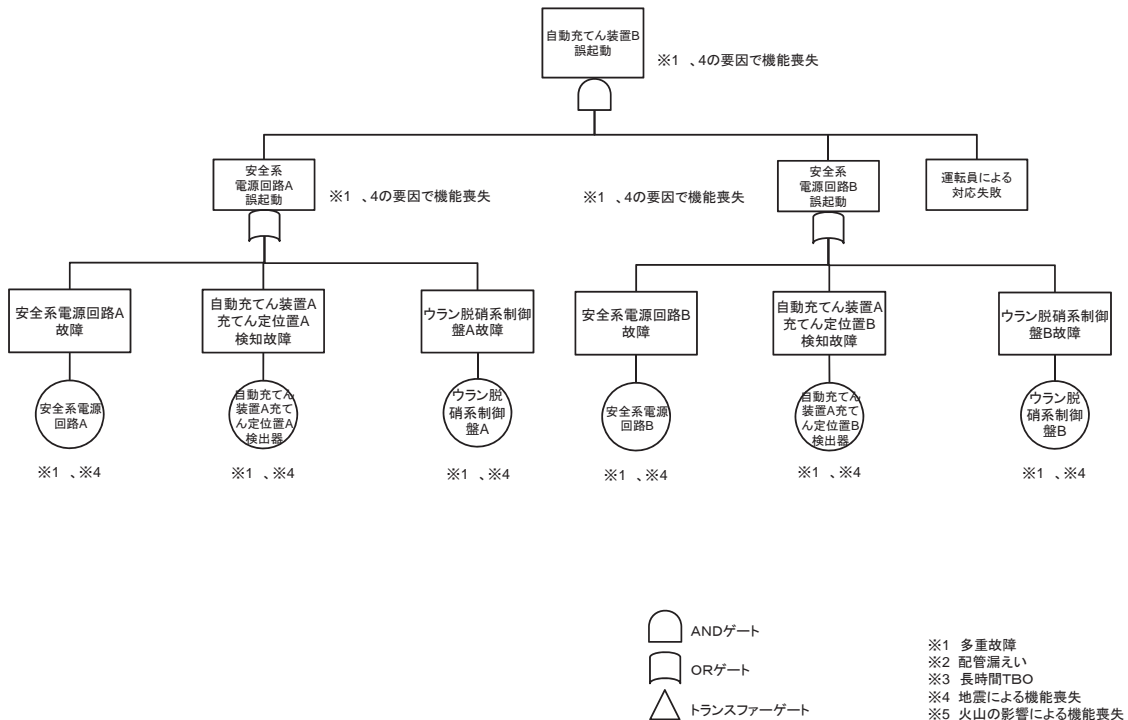 自動充てん装置B
誤起動
※1 、4の要因で機能喪失
安全系
電源回路A
誤起動
※1 、4の要因で機能喪失
※1 、4の要因で機能喪失
安全系
電源回路B
誤起動
運転員による
対応失敗
安全系電源回路A
故障
自動充てん装置A
充てん定位置A
検知故障
ウラン脱硝系制御
盤A故障
安全系電源回路B
故障
自動充てん装置A
充てん定位置B
検知故障
ウラン脱硝系制御
盤B故障
安全系電源
回路A
自動充てん
装置A充て
ん定位置A
検出器
ウラン脱
硝系制御
盤A
安全系電源
回路B
自動充てん
装置A充て
ん定位置B
検出器
ウラン脱
硝系制御
盤B
※1 、※4
※1 、※4
※1 、※4
※1 、※4
※1 、※4
※1 、※4
ANDゲート
ORゲート
トランスファーゲート
※1 多重故障
※2 配管漏えい
※3 長時間TBO
※4 地震による機能喪失
※5 火山の影響による機能喪失